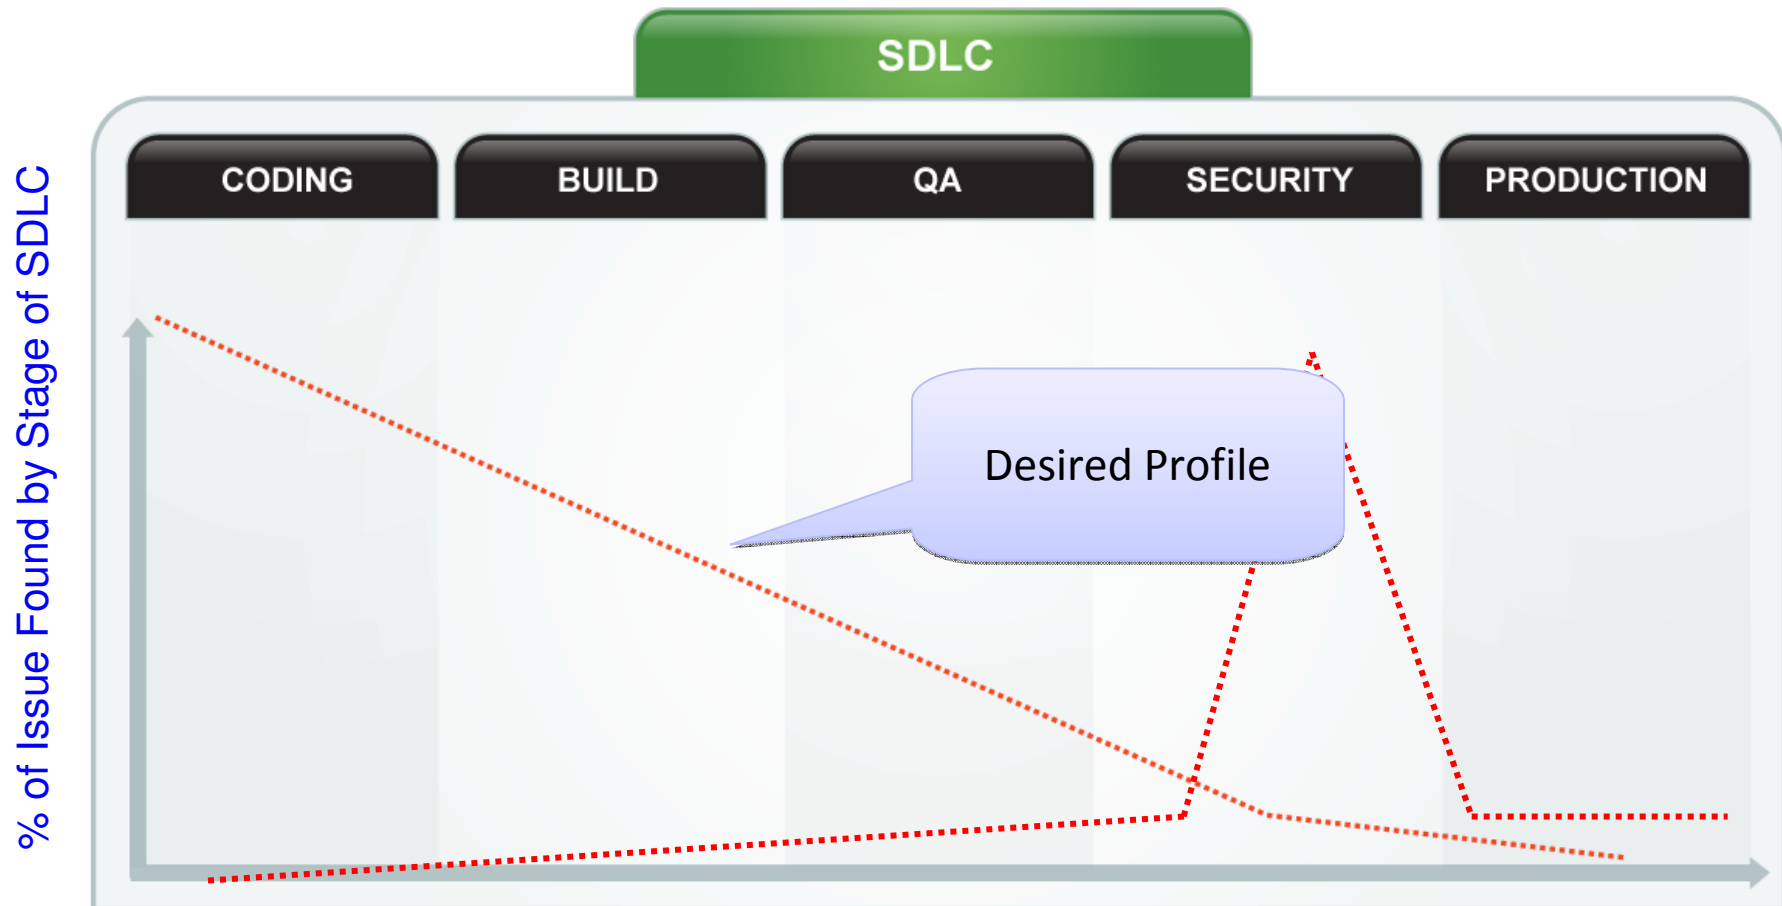 SDLC
CODING
BUILD
QA
SECURITY
PRODUCTION
% of Issue Found by Stage of SDLC
Desired Profile